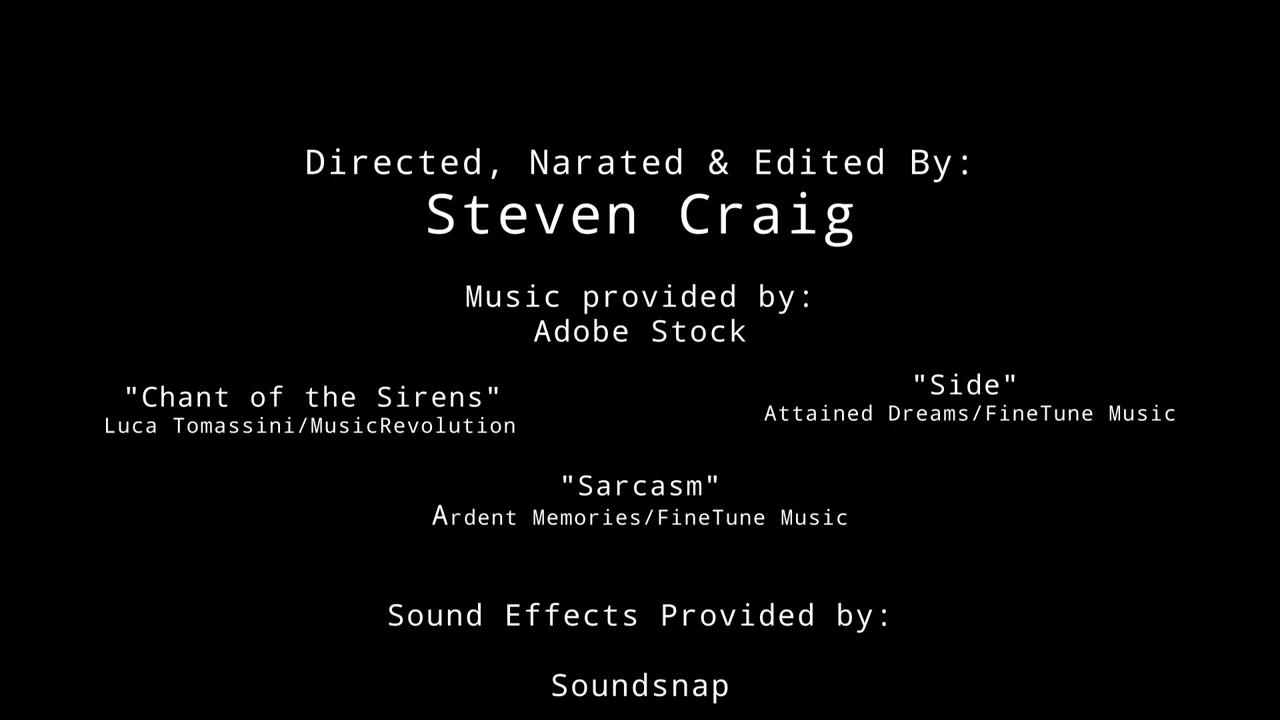 Directed, Narated & Edited By:
Steven Craig
Music provided by:
Adobe Stock
"Chant of the Sirens"
Luca Tomassini/MusicRevolution
"Side"
Attained Dreams/FineTune Music
"Sarcasm"
Ardent Memories/FineTune Music
Sound Effects Provided by:
Soundsnap